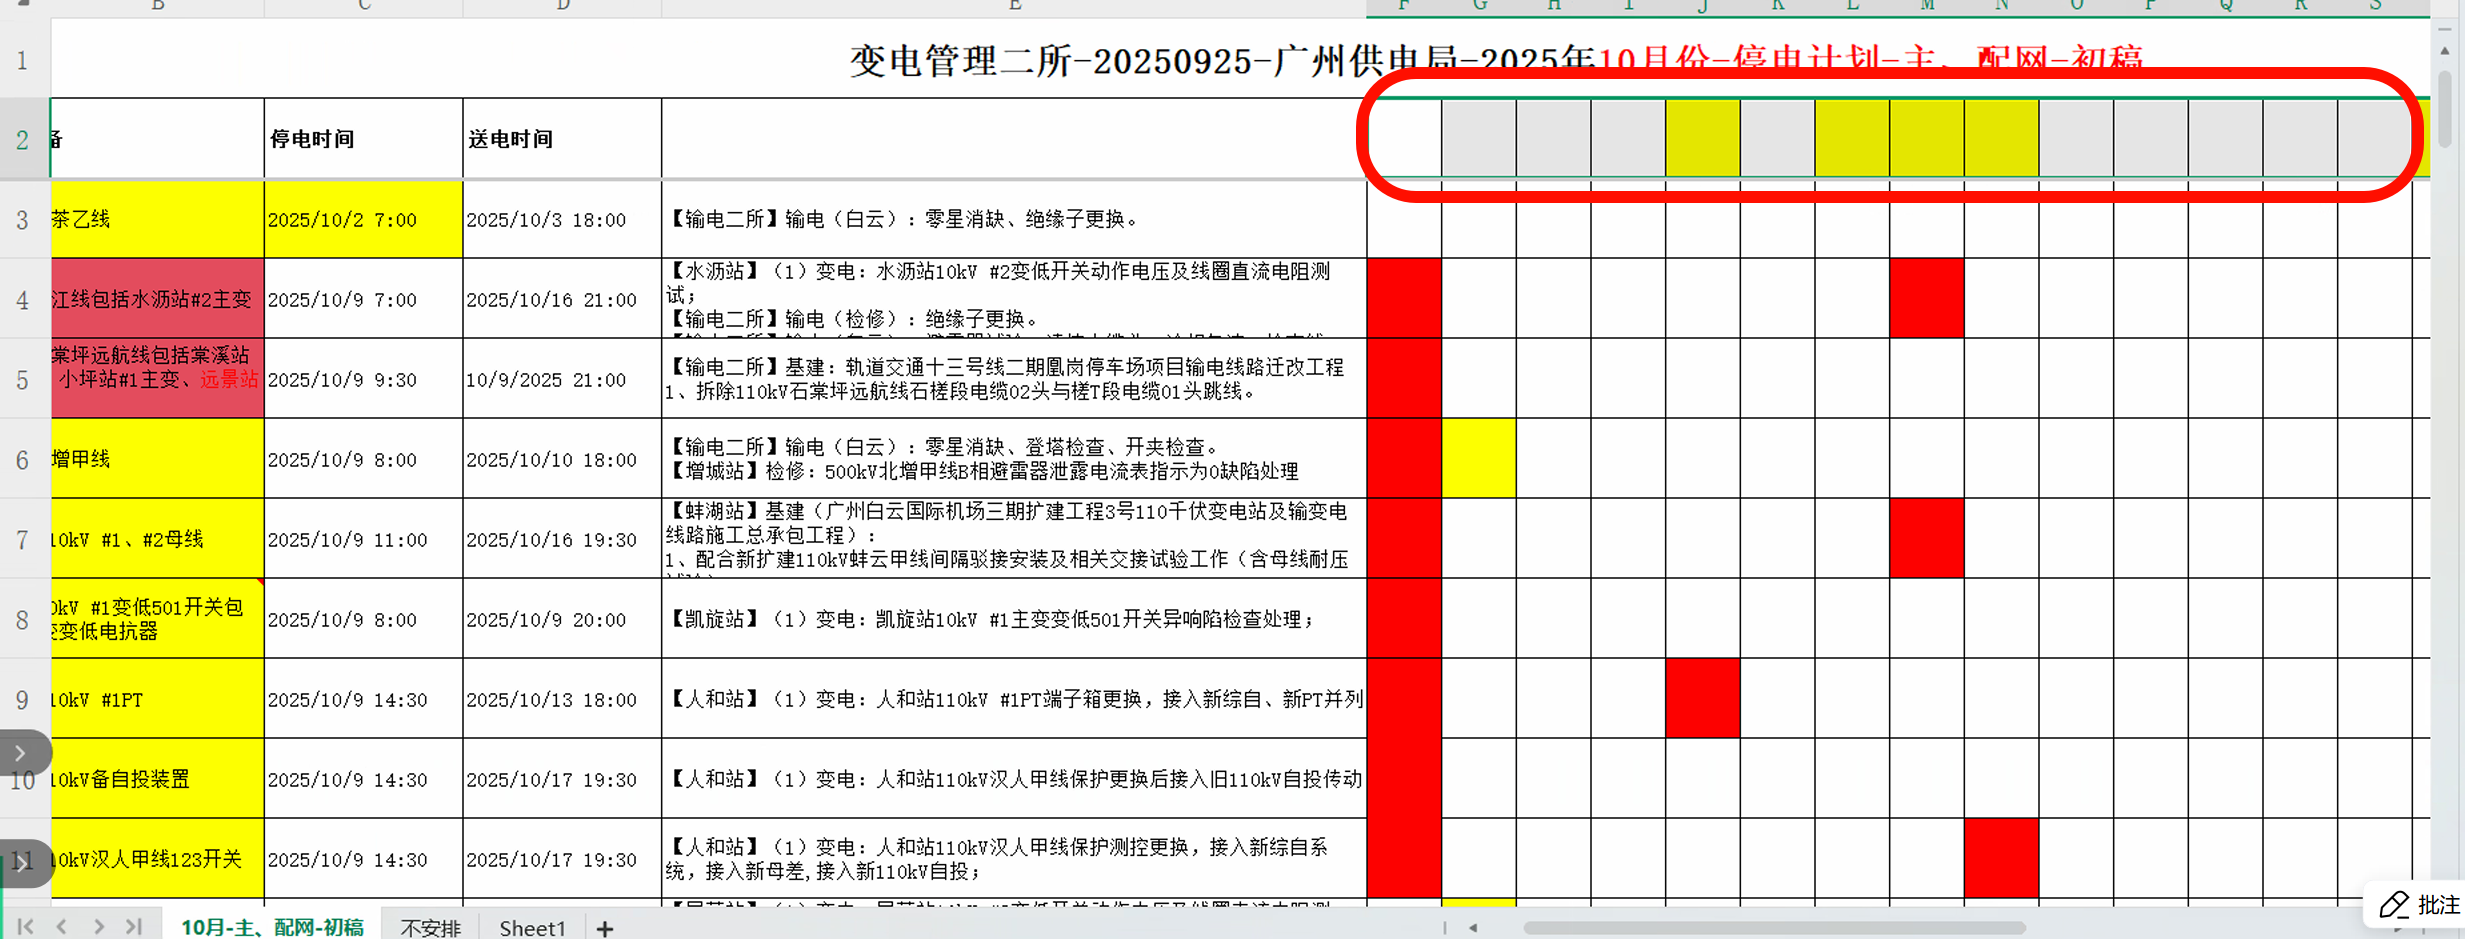 B C D E F G H I J K L M N O P Q R S
1 变电管理二所-20250925-广州供电局-2025年10月份-停电计划-主、配网-初稿
2 备 停电时间 送电时间
3 茶乙线 2025/10/2 7:00 2025/10/3 18:00 【输电二所】输电（白云）：零星消缺、绝缘子更换。
4 江线包括水沥站#2主变 2025/10/9 7:00 2025/10/16 21:00 【水沥站】（1）变电：水沥站10kV #2变低开关动作电压及线圈直流电阻测
试；
【输电二所】输电（检修）：绝缘子更换。
5 棠坪远航线包括棠溪站
小坪站#1主变、远景站 2025/10/9 9:30 10/9/2025 21:00 【输电二所】基建：轨道交通十三号线二期凰岗停车场项目输电线路迁改工程
1、拆除110kV石棠坪远航线石槎段电缆02头与槎T段电缆01头跳线。
6 增甲线 2025/10/9 8:00 2025/10/10 18:00 【输电二所】输电（白云）：零星消缺、登塔检查、开夹检查。
【增城站】检修：500kV北增甲线B相避雷器泄露电流表指示为0缺陷处理
7 10kV #1、#2母线 2025/10/9 11:00 2025/10/16 19:30 【蚌湖站】基建（广州白云国际机场三期扩建工程3号110千伏变电站及输变电
线路施工总承包工程）：
1、配合新扩建110kV蚌云甲线间隔驳接安装及相关交接试验工作（含母线耐压
8 0kV #1变低501开关包
变变低电抗器 2025/10/9 8:00 2025/10/9 20:00 【凯旋站】（1）变电：凯旋站10kV #1主变变低501开关异响陷检查处理；
9 10kV #1PT 2025/10/9 14:30 2025/10/13 18:00 【人和站】（1）变电：人和站110kV #1PT端子箱更换，接入新综自、新PT并列
10 10kV备自投装置 2025/10/9 14:30 2025/10/17 19:30 【人和站】（1）变电：人和站110kV汉人甲线保护更换后接入旧110kV自投传动
11 10kV汉人甲线123开关 2025/10/9 14:30 2025/10/17 19:30 【人和站】（1）变电：人和站110kV汉人甲线保护测控更换，接入新综自系
统，接入新母差,接入新110kV自投；
批注
10月-主、配网-初稿 不安排 Sheet1 +